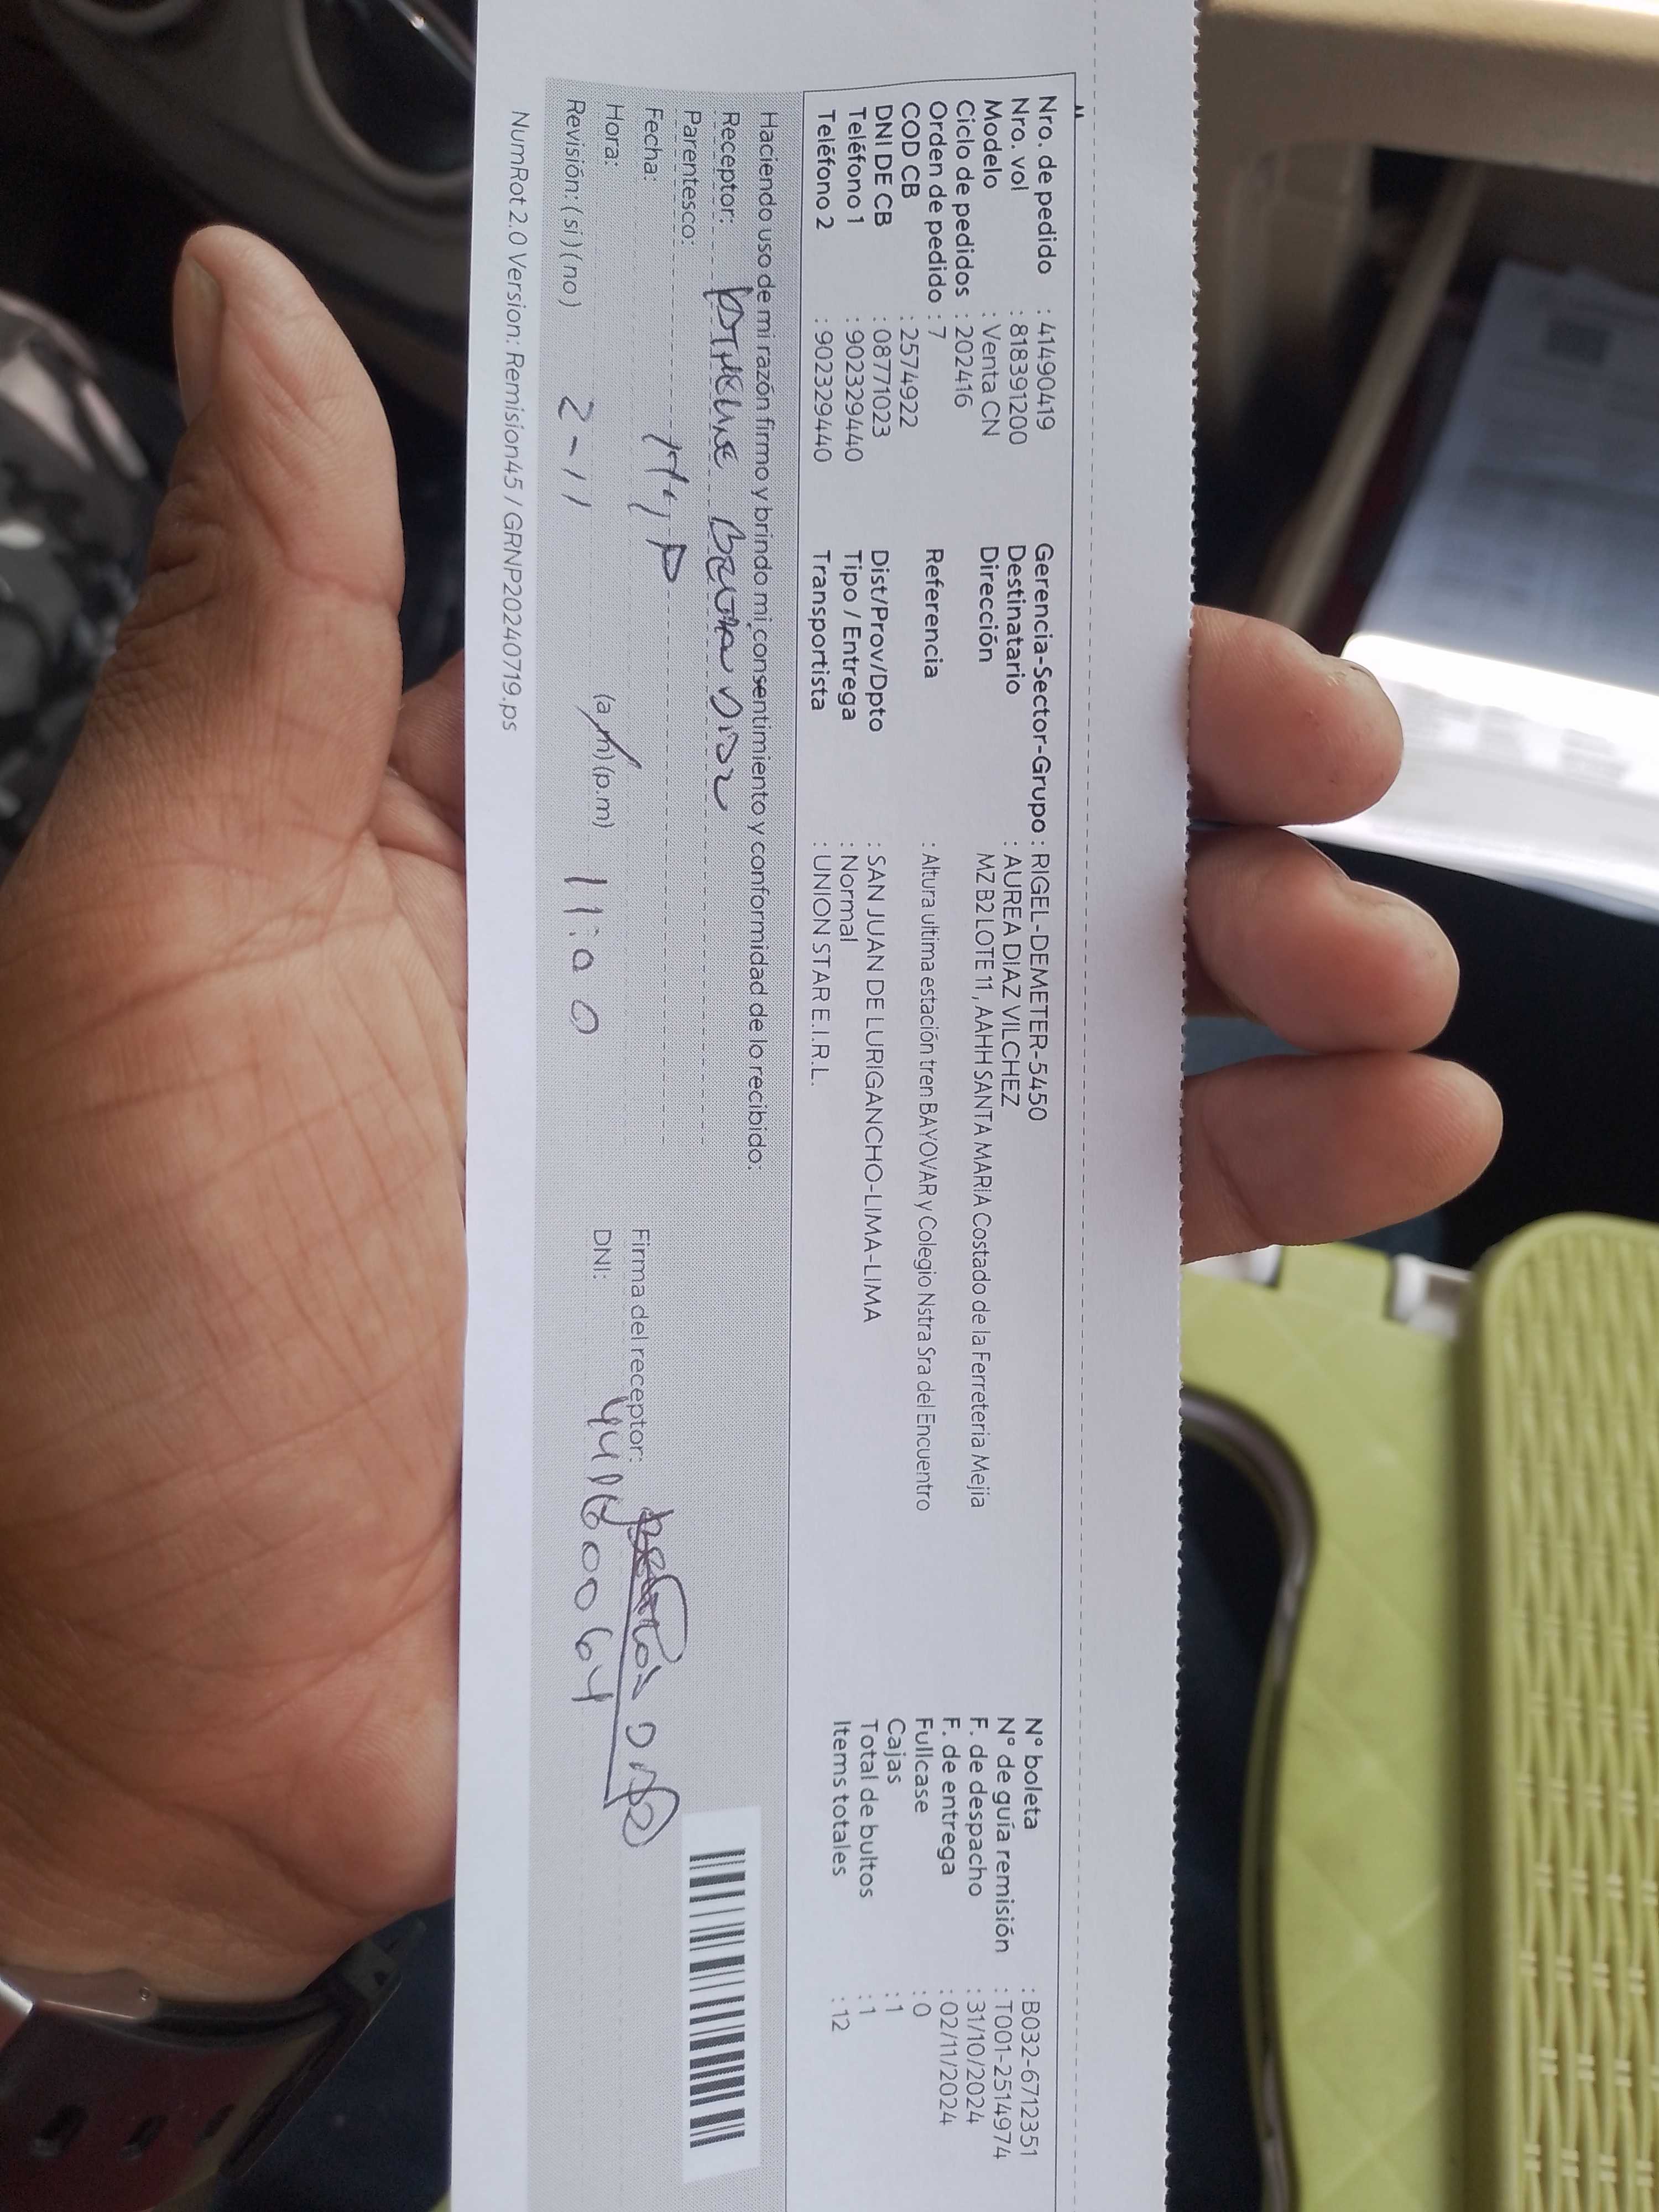 Nro. de pedido : 41490419 Gerencia-Sector-Grupo : RIGEL-DEMETER-5450 N° boleta : B032-6712351
Nro. vol : 818391200 Destinatario : AUREA DIAZ VILCHEZ N° de guía remisión : T001-2514974
Modelo : Venta CN Dirección MZ B2 LOTE 11, AAHH SANTA MARIA Costado de la Ferreteria Mejia F. de despacho : 31/10/2024
Ciclo de pedidos : 202416 F. de entrega : 02/11/2024
Orden de pedido : 7 Referencia : Altura ultima estación tren BAYOVAR y Colegio Nstra Sra del Encuentro Fullcase : 0
COD CB : 2574922 Cajas : 1
DNI DE CB : 08771023 Dist/Prov/Dpto : SAN JUAN DE LURIGANCHO-LIMA-LIMA Total de bultos : 1
Teléfono 1 : 902329440 Tipo / Entrega : Normal Items totales : 12
Teléfono 2 : 902329440 Transportista : UNION STAR E.I.R.L.
Haciendo uso de mi razón firmo y brindo mi consentimiento y conformidad de lo recibido:
Receptor:
Parentesco:
Fecha: Firma del receptor:
Hora: (a.m) (p.m) 11:00 DNI:
Revisión: (si) (no) 2-11
NumRot 2.0 Version: Remision45 / GRNP20240719.ps